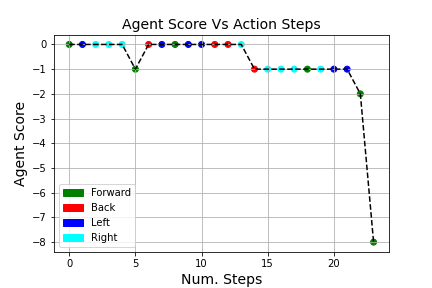 Agent Score Vs Action Steps
Agent Score
0
−1
−2
−3
−4
−5
−6
−7
−8
Forward
Back
Left
Right
0 5 10 15 20
Num. Steps